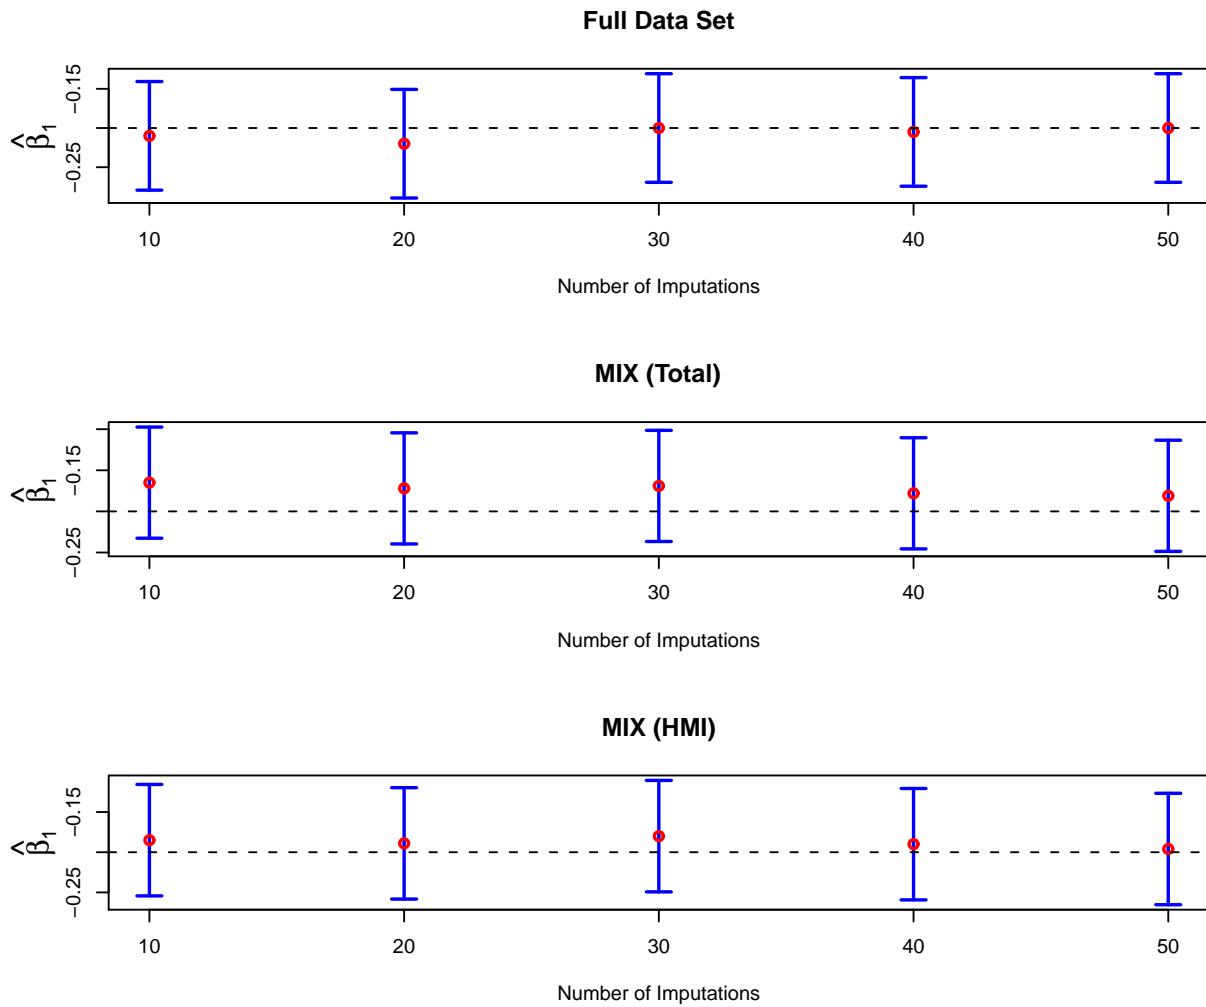 Full Data Set
−0.15
−0.25
β̂₁
10 20 30 40 50
Number of Imputations
MIX (Total)
−0.15
−0.25
β̂₁
10 20 30 40 50
Number of Imputations
MIX (HMI)
−0.15
−0.25
β̂₁
10 20 30 40 50
Number of Imputations